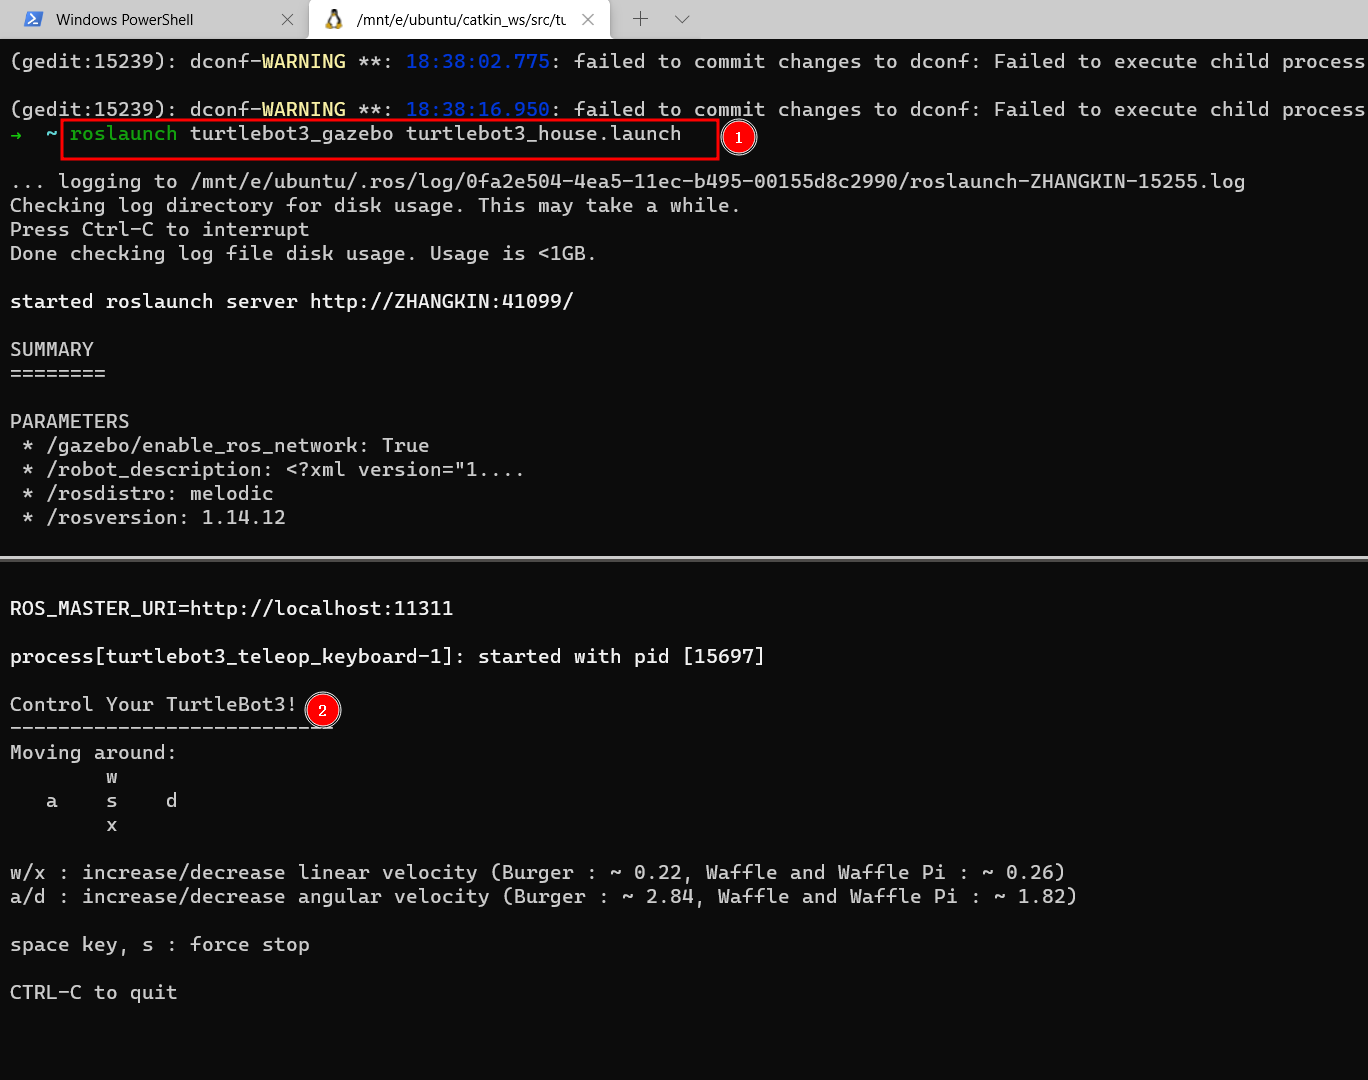 Windows PowerShell
/mnt/e/ubuntu/catkin_ws/src/tu
(gedit:15239): dconf-WARNING **: 18:38:02.775: failed to commit changes to dconf: Failed to execute child process
(gedit:15239): dconf-WARNING **: 18:38:16.950: failed to commit changes to dconf: Failed to execute child process
→ ~ roslaunch turtlebot3_gazebo turtlebot3_house.launch
1
... logging to /mnt/e/ubuntu/.ros/log/0fa2e504-4ea5-11ec-b495-00155d8c2990/roslaunch-ZHANGKIN-15255.log
Checking log directory for disk usage. This may take a while.
Press Ctrl-C to interrupt
Done checking log file disk usage. Usage is <1GB.
started roslaunch server http://ZHANGKIN:41099/
SUMMARY
========
PARAMETERS
* /gazebo/enable_ros_network: True
* /robot_description: <?xml version="1....
* /rosdistro: melodic
* /rosversion: 1.14.12
ROS_MASTER_URI=http://localhost:11311
process[turtlebot3_teleop_keyboard-1]: started with pid [15697]
Control Your TurtleBot3!
2
---------------------------
Moving around:
w
a s d
x
w/x : increase/decrease linear velocity (Burger : ~ 0.22, Waffle and Waffle Pi : ~ 0.26)
a/d : increase/decrease angular velocity (Burger : ~ 2.84, Waffle and Waffle Pi : ~ 1.82)
space key, s : force stop
CTRL-C to quit